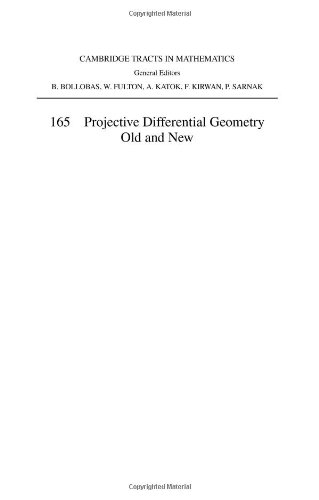 Copyrighted Material
CAMBRIDGE TRACTS IN MATHEMATICS
General Editors
B. BOLLOBAS, W. FULTON, A. KATOK, F. KIRWAN, P. SARNAK
165 Projective Differential Geometry
Old and New
Copyrighted Material